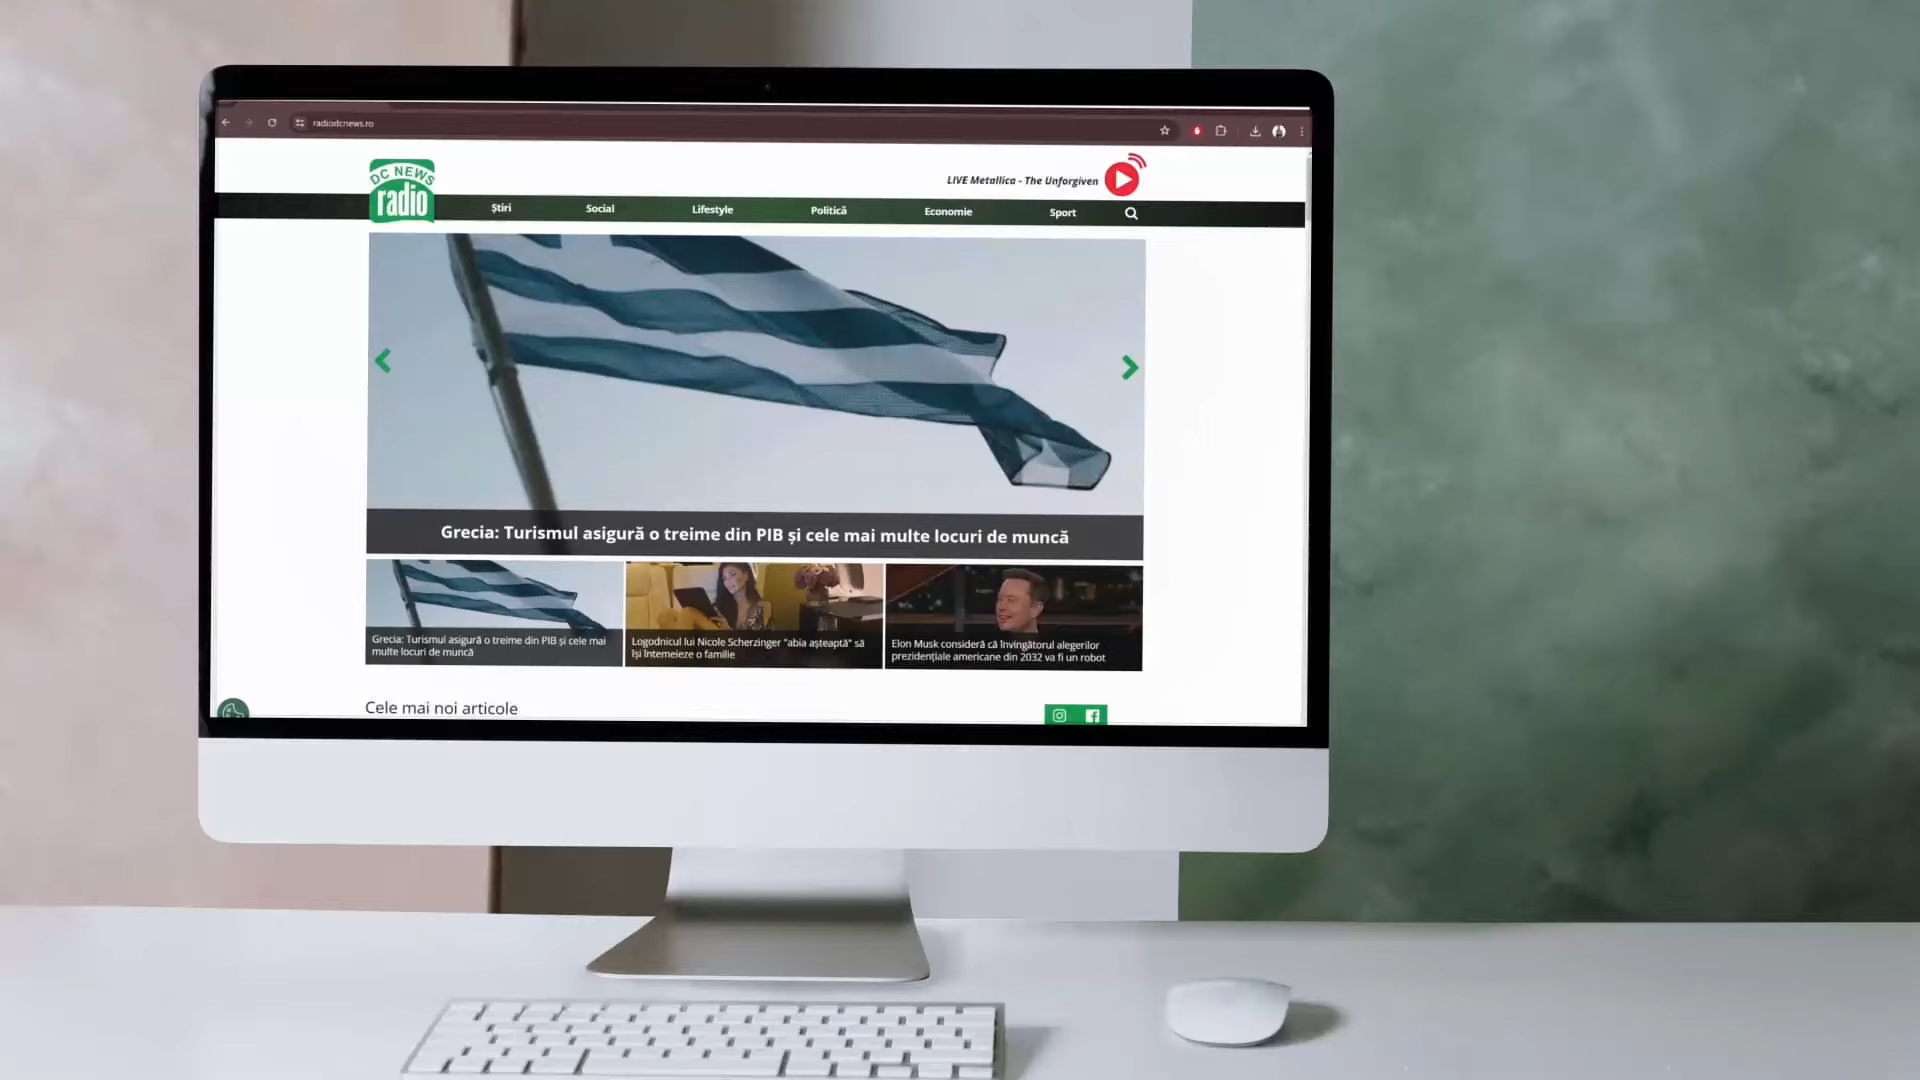 radiodcnews.ro
DC NEWS
radio
LIVE Metallica - The Unforgiven
Știri
Social
Lifestyle
Politică
Economie
Sport
Grecia: Turismul asigură o treime din PIB și cele mai multe locuri de muncă
Grecia: Turismul asigură o treime din PIB și cele mai
multe locuri de muncă
Logodnicul lui Nicole Scherzinger "abia așteaptă" să
își întemeieze o familie
Elon Musk consideră că învingătorul alegerilor
prezidențiale americane din 2032 va fi un robot
Cele mai noi articole